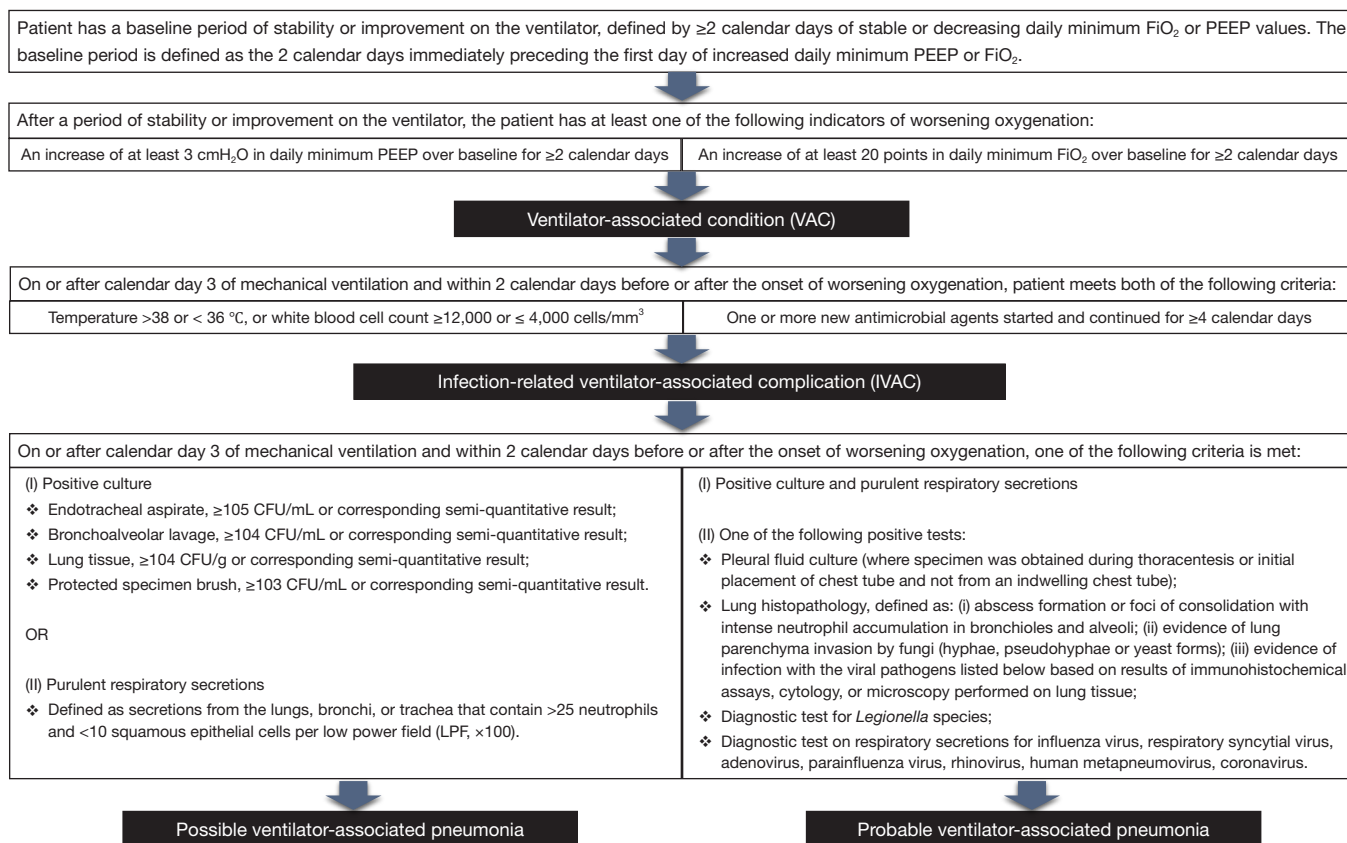 Patient has a baseline period of stability or improvement on the ventilator, defined by ≥2 calendar days of stable or decreasing daily minimum FiO₂ or PEEP values. The
baseline period is defined as the 2 calendar days immediately preceding the first day of increased daily minimum PEEP or FiO₂.
After a period of stability or improvement on the ventilator, the patient has at least one of the following indicators of worsening oxygenation:
An increase of at least 3 cmH₂O in daily minimum PEEP over baseline for ≥2 calendar days
An increase of at least 20 points in daily minimum FiO₂ over baseline for ≥2 calendar days
Ventilator-associated condition (VAC)
On or after calendar day 3 of mechanical ventilation and within 2 calendar days before or after the onset of worsening oxygenation, patient meets both of the following criteria:
Temperature >38 or < 36 ℃, or white blood cell count ≥12,000 or ≤ 4,000 cells/mm³
One or more new antimicrobial agents started and continued for ≥4 calendar days
Infection-related ventilator-associated complication (IVAC)
On or after calendar day 3 of mechanical ventilation and within 2 calendar days before or after the onset of worsening oxygenation, one of the following criteria is met:
(I) Positive culture
❖ Endotracheal aspirate, ≥105 CFU/mL or corresponding semi-quantitative result;
❖ Bronchoalveolar lavage, ≥104 CFU/mL or corresponding semi-quantitative result;
❖ Lung tissue, ≥104 CFU/g or corresponding semi-quantitative result;
❖ Protected specimen brush, ≥103 CFU/mL or corresponding semi-quantitative result.
OR
(II) Purulent respiratory secretions
❖ Defined as secretions from the lungs, bronchi, or trachea that contain >25 neutrophils
and <10 squamous epithelial cells per low power field (LPF, ×100).
(I) Positive culture and purulent respiratory secretions
(II) One of the following positive tests:
❖ Pleural fluid culture (where specimen was obtained during thoracentesis or initial
placement of chest tube and not from an indwelling chest tube);
❖ Lung histopathology, defined as: (i) abscess formation or foci of consolidation with
intense neutrophil accumulation in bronchioles and alveoli; (ii) evidence of lung
parenchyma invasion by fungi (hyphae, pseudohyphae or yeast forms); (iii) evidence of
infection with the viral pathogens listed below based on results of immunohistochemical
assays, cytology, or microscopy performed on lung tissue;
❖ Diagnostic test for Legionella species;
❖ Diagnostic test on respiratory secretions for influenza virus, respiratory syncytial virus,
adenovirus, parainfluenza virus, rhinovirus, human metapneumovirus, coronavirus.
Possible ventilator-associated pneumonia
Probable ventilator-associated pneumonia